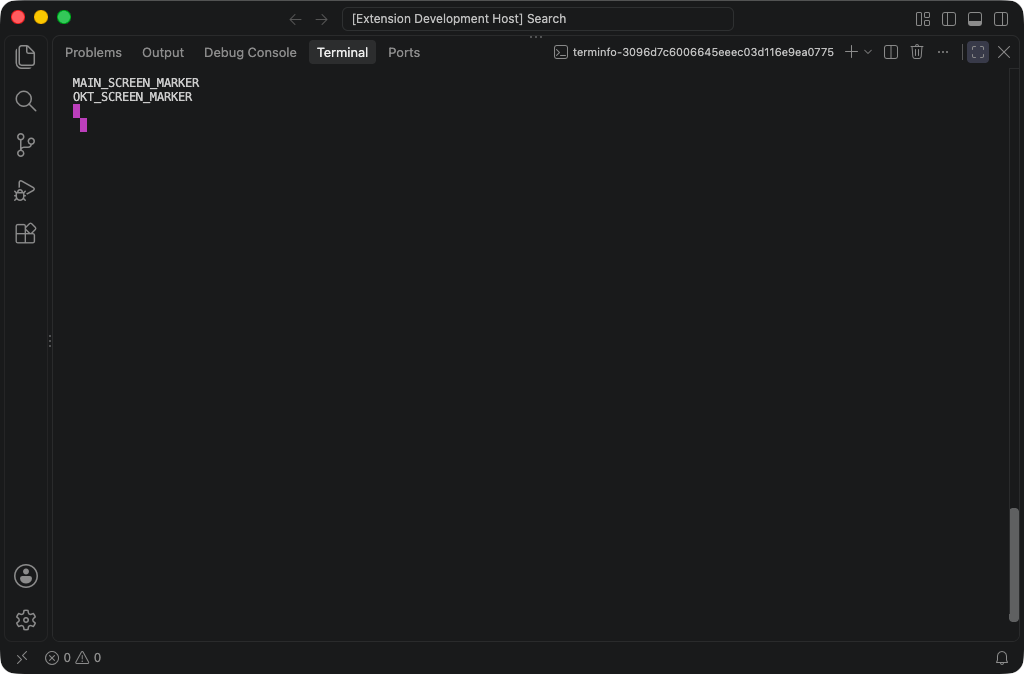 [Extension Development Host] Search
Problems Output Debug Console Terminal Ports terminfo-3096d7c6006645eeec03d116e9ea0775
MAIN_SCREEN_MARKER
OKT_SCREEN_MARKER
0 0